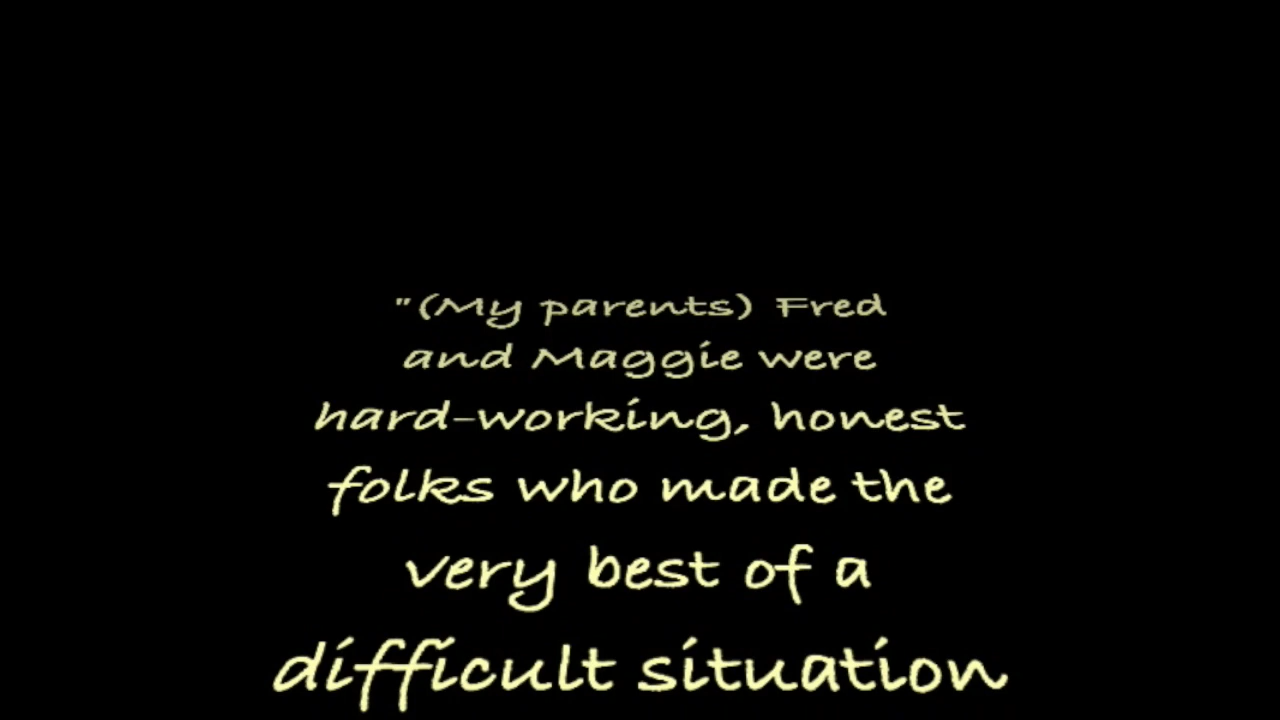 "(My parents) Fred
and Maggie were
hard-working, honest
folks who made the
very best of a
difficult situation